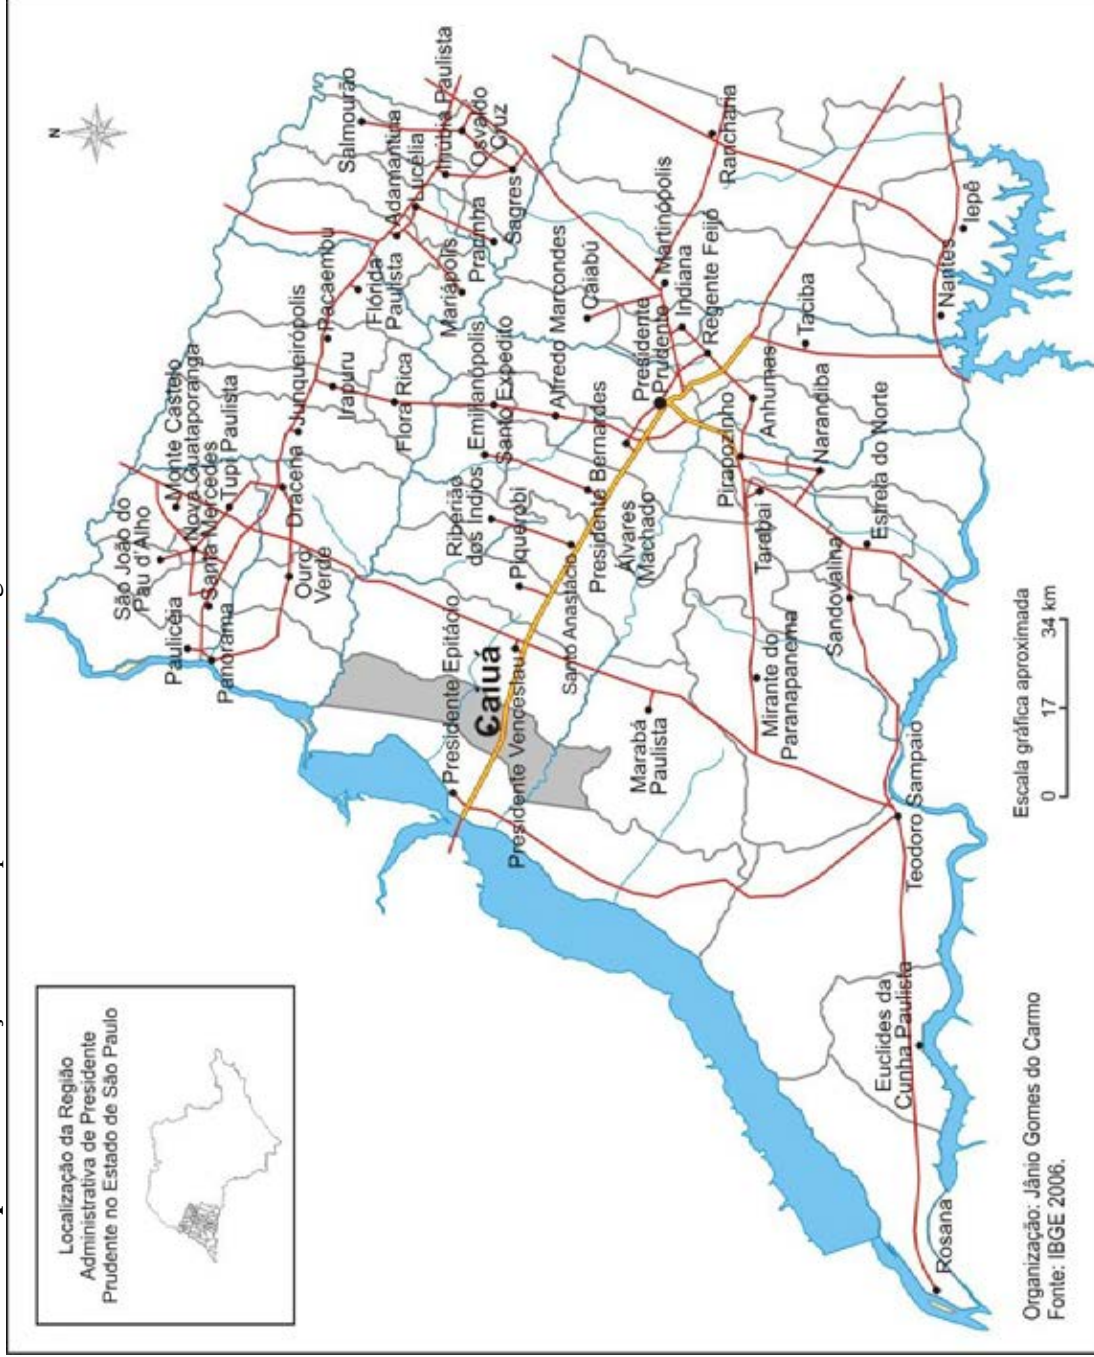 Localização da Região
Administrativa de Presidente
Prudente no Estado de São Paulo
N
São João do
Pau d'Alho
Monte Castelo
Nova Guataporanga
Santa Mercedes
Tupi Paulista
Paulicéia
Panorama
Dracena
Ouro
Verde
Junqueirópolis
Irapuru
Pacaembu
Flórida
Paulista
Flora Rica
Salmourão
Adamantina
Lucélia
Inúbia Paulista
Osvaldo
Cruz
Sagres
Pracinha
Mariápolis
Emilianópolis
Santo Expedito
Alfredo Marcondes
Caiabú
Ribeirião
dos Indios
Piquerobi
Presidente Epitácio
Caiuá
Presidente Venceslau
Santo Anastácio
Presidente Bernardes
Álvares
Machado
Presidente
Prudente
Martinópolis
Indiana
Regente Feijó
Rancharia
Marabá
Paulista
Mirante do
Paranapanema
Pirapozinho
Anhumas
Taciba
Tarabai
Narandiba
Sandovalina
Estrela do Norte
Nantes
Iepê
Teodoro Sampaio
Euclides da
Cunha Paulista
Rosana
Organização: Jânio Gomes do Carmo
Fonte: IBGE 2006.
Escala gráfica aproximada
0 17 34 km